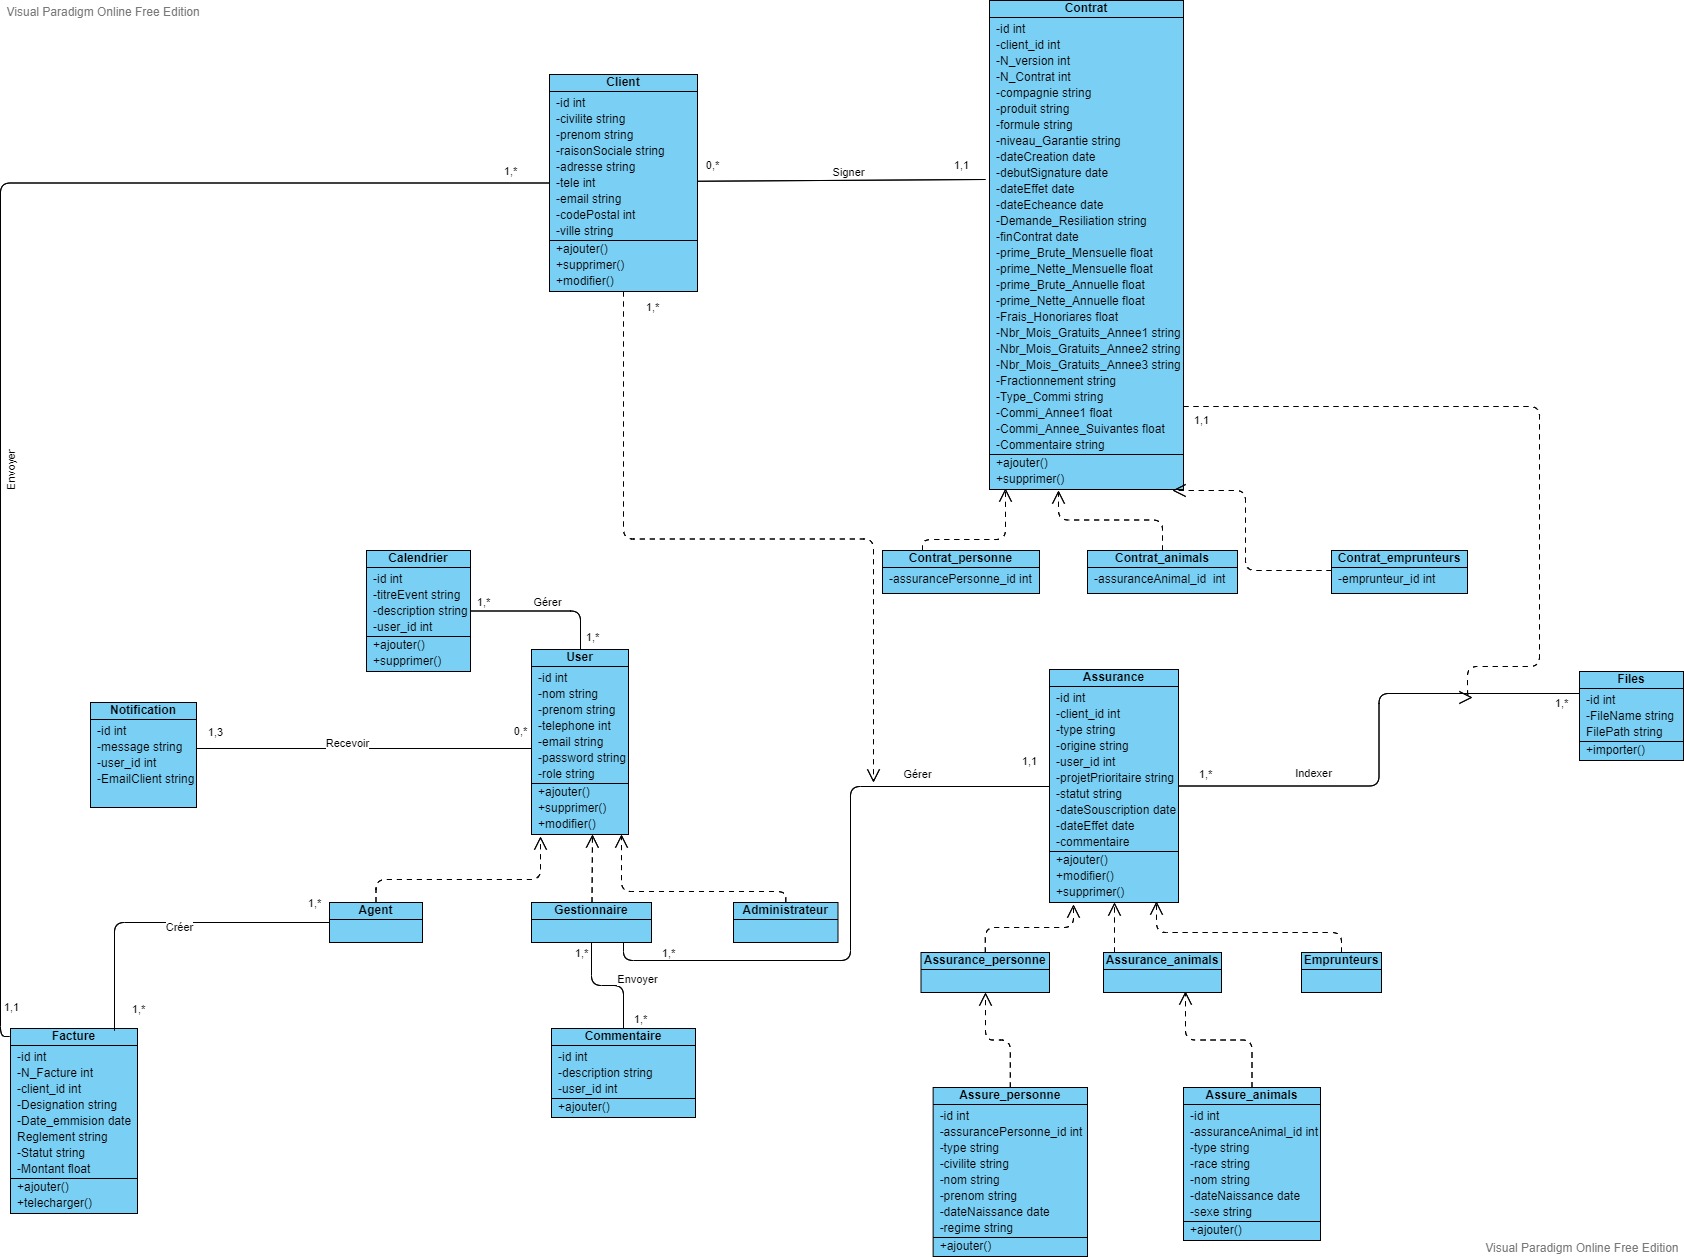 Visual Paradigm Online Free Edition
Contrat
-id int
-client_id int
-N_version int
-N_Contrat int
-compagnie string
-produit string
-formule string
-niveau_Garantie string
-dateCreation date
-debutSignature date
-dateEffet date
-dateEcheance date
-Demande_Resiliation string
-finContrat date
-prime_Brute_Mensuelle float
-prime_Nette_Mensuelle float
-prime_Brute_Annuelle float
-prime_Nette_Annuelle float
-Frais_Honoriares float
-Nbr_Mois_Gratuits_Annee1 string
-Nbr_Mois_Gratuits_Annee2 string
-Nbr_Mois_Gratuits_Annee3 string
-Fractionnement string
-Type_Commi string
-Commi_Annee1 float
-Commi_Annee_Suivantes float
-Commentaire string
+ajouter()
+supprimer()
Client
-id int
-civilite string
-prenom string
-raisonSociale string
-adresse string
-tele int
-email string
-codePostal int
-ville string
+ajouter()
+supprimer()
+modifier()
1,*
0,*
Signer
1,1
1,*
1,1
Envoyer
Contrat_personne
-assurancePersonne_id int
Contrat_animals
-assuranceAnimal_id int
Contrat_emprunteurs
-emprunteur_id int
Calendrier
-id int
-titreEvent string
-description string
-user_id int
+ajouter()
+supprimer()
1,*
Gérer
1,*
User
-id int
-nom string
-prenom string
-telephone int
-email string
-password string
-role string
+ajouter()
+supprimer()
+modifier()
Notification
-id int
-message string
-user_id int
-EmailClient string
1,3
Recevoir
0,*
Assurance
-id int
-client_id int
-type string
-origine string
-user_id int
-projetPrioritaire string
-statut string
-dateSouscription date
-dateEffet date
-commentaire
+ajouter()
+modifier()
+supprimer()
Gérer
1,1
1,*
Indexer
1,*
Files
-id int
-FileName string
FilePath string
+importer()
Agent
Gestionnaire
Administrateur
1,*
Créer
1,*
1,*
1,*
Envoyer
1,*
1,1
Assurance_personne
Assurance_animals
Emprunteurs
Facture
-id int
-N_Facture int
-client_id int
-Designation string
-Date_emmision date
Reglement string
-Statut string
-Montant float
+ajouter()
+telecharger()
Commentaire
-id int
-description string
-user_id int
+ajouter()
Assure_personne
-id int
-assurancePersonne_id int
-type string
-civilite string
-nom string
-prenom string
-dateNaissance date
-regime string
+ajouter()
Assure_animals
-id int
-assuranceAnimal_id int
-type string
-race string
-nom string
-dateNaissance date
-sexe string
+ajouter()
Visual Paradigm Online Free Edition